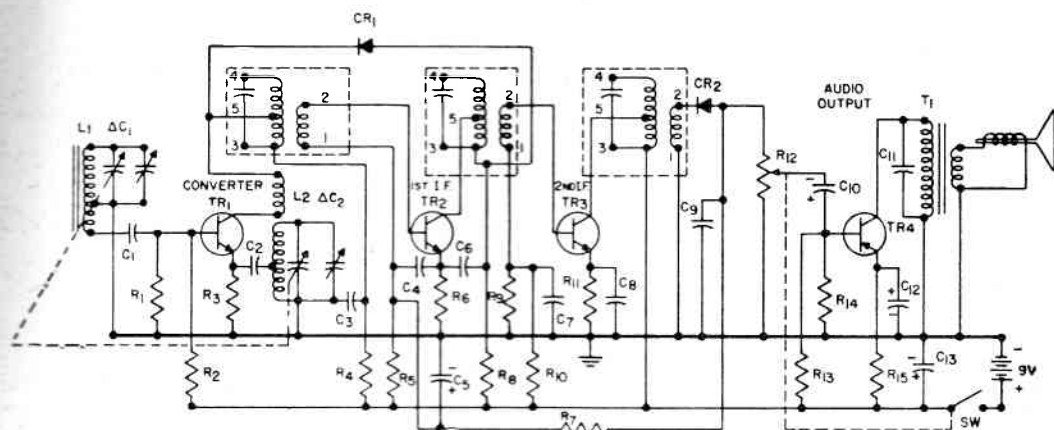 CR1
4
5
3
2
1
4
5
3
2
1
4
5
3
2
1
CR2
AUDIO
OUTPUT
T1
L1 ΔC1
CONVERTER
TR1
L2 ΔC2
1ST I.F.
TR2
2ND I.F.
TR3
R12
C11
C10
-
+
TR4
C1
C2
C4
C6
C9
R1
R3
C3
R6
R9
C7
R11
C8
R14
+
C12
-
R2
R4
R5
-
C5
+
R8
R10
R13
R15
-
C13
+
-
9V
+
R7
SW